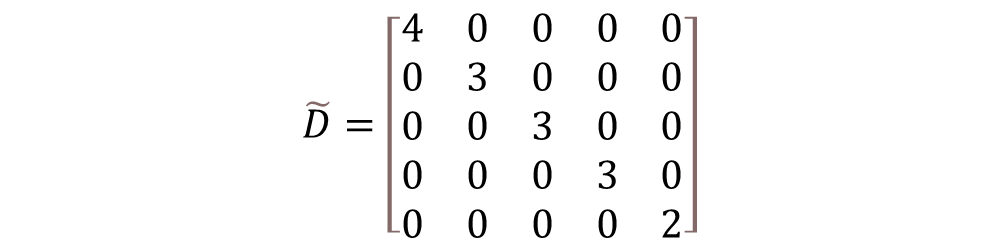 4 0 0 0 0
0 3 0 0 0
D̃ = 0 0 3 0 0
0 0 0 3 0
0 0 0 0 2